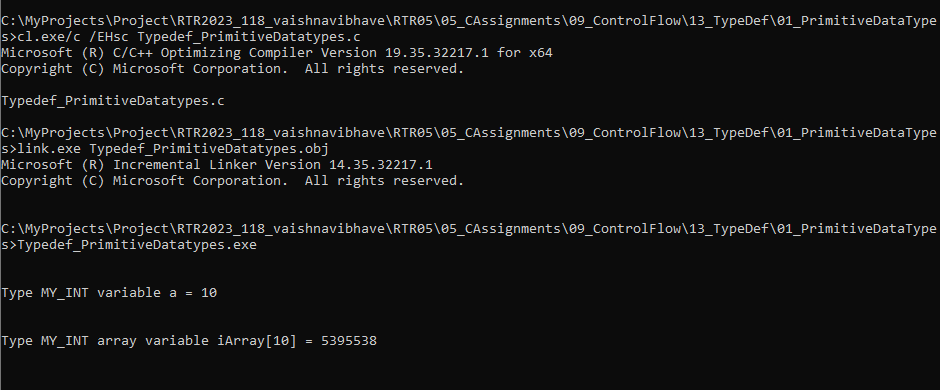 C:\MyProjects\Project\RTR2023_118_vaishnavibhave\RTR05\05_CAssignments\09_ControlFlow\13_TypeDef\01_PrimitiveDataType
s>cl.exe/c /EHsc Typedef_PrimitiveDatatypes.c
Microsoft (R) C/C++ Optimizing Compiler Version 19.35.32217.1 for x64
Copyright (C) Microsoft Corporation.  All rights reserved.
Typedef_PrimitiveDatatypes.c
C:\MyProjects\Project\RTR2023_118_vaishnavibhave\RTR05\05_CAssignments\09_ControlFlow\13_TypeDef\01_PrimitiveDataType
s>link.exe Typedef_PrimitiveDatatypes.obj
Microsoft (R) Incremental Linker Version 14.35.32217.1
Copyright (C) Microsoft Corporation.  All rights reserved.
C:\MyProjects\Project\RTR2023_118_vaishnavibhave\RTR05\05_CAssignments\09_ControlFlow\13_TypeDef\01_PrimitiveDataType
s>Typedef_PrimitiveDatatypes.exe
Type MY_INT variable a = 10
Type MY_INT array variable iArray[10] = 5395538